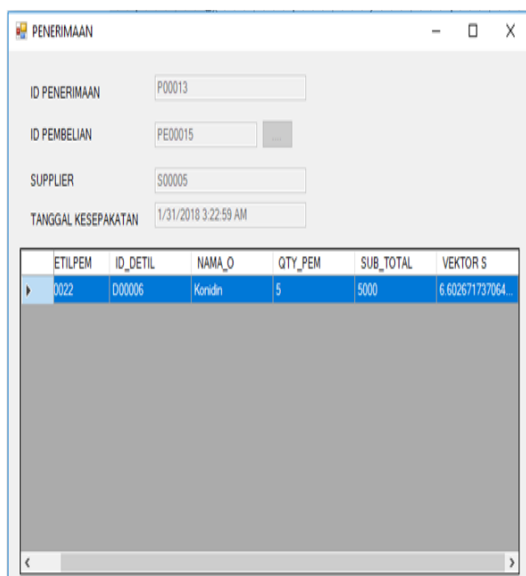 PENERIMAAN
ID PENERIMAAN P00013
ID PEMBELIAN PE00015 ...
SUPPLIER S00005
TANGGAL KESEPAKATAN 1/31/2018 3:22:59 AM
ETILPEM ID_DETIL NAMA_O QTY_PEM SUB_TOTAL VEKTOR S
0022 D00006 Konidin 5 5000 6.602671737064...